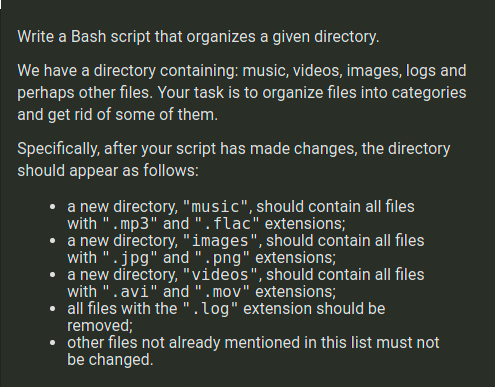 Write a Bash script that organizes a given directory.
We have a directory containing: music, videos, images, logs and
perhaps other files. Your task is to organize files into categories
and get rid of some of them.
Specifically, after your script has made changes, the directory
should appear as follows:
• a new directory, "music", should contain all files
with ".mp3" and ".flac" extensions;
• a new directory, "images", should contain all files
with ".jpg" and ".png" extensions;
• a new directory, "videos", should contain all files
with ".avi" and ".mov" extensions;
• all files with the ".log" extension should be
removed;
• other files not already mentioned in this list must not
be changed.